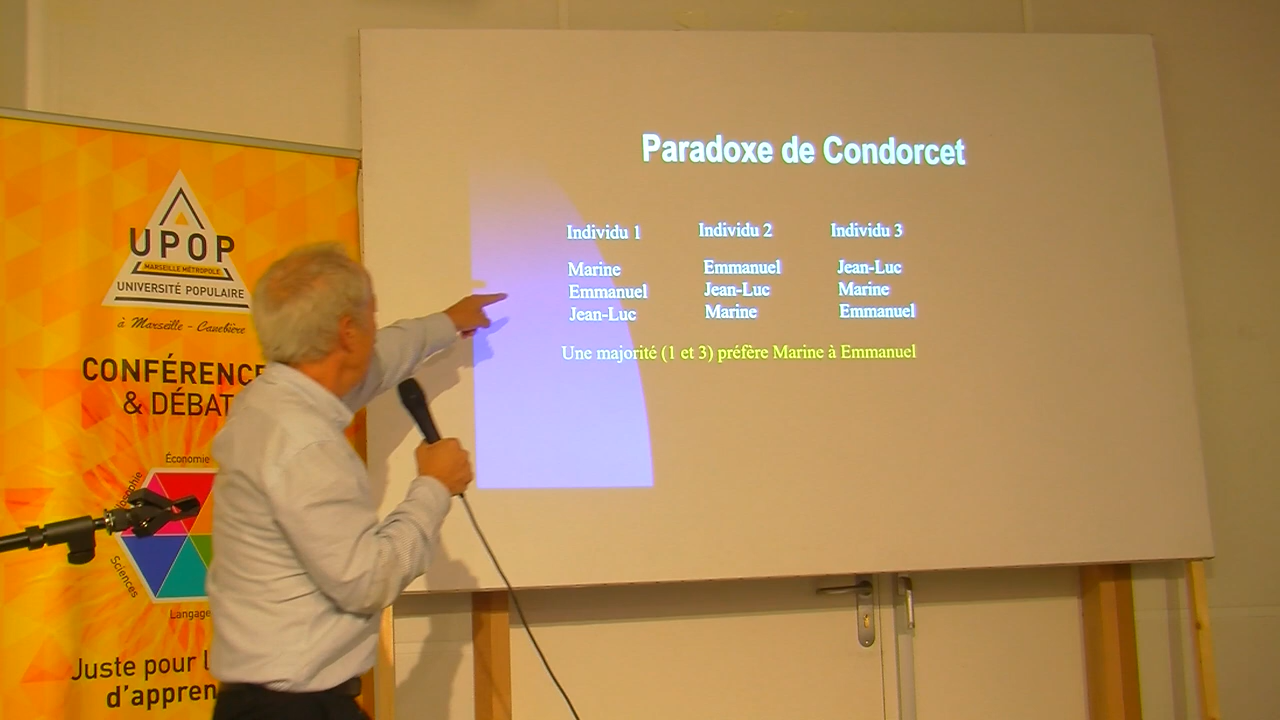 UPOP
MARSEILLE MÉTROPOLE
UNIVERSITÉ POPULAIRE
à Marseille - Canebière
CONFÉRENCE
& DÉBAT
Économie
Sciences
Langage
Juste pour l
d'appren
Paradoxe de Condorcet
Individu 1 Individu 2 Individu 3
Marine Emmanuel Jean-Luc
Emmanuel Jean-Luc Marine
Jean-Luc Marine Emmanuel
Une majorité (1 et 3) préfère Marine à Emmanuel